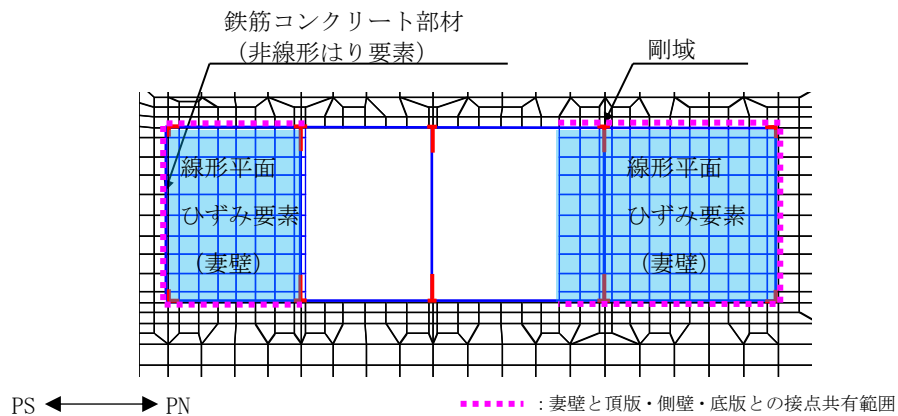 鉄筋コンクリート部材
（非線形はり要素）
剛域
線形平面
ひずみ要素
（妻壁）
線形平面
ひずみ要素
（妻壁）
PS
PN
：妻壁と頂版・側壁・底版との接点共有範囲